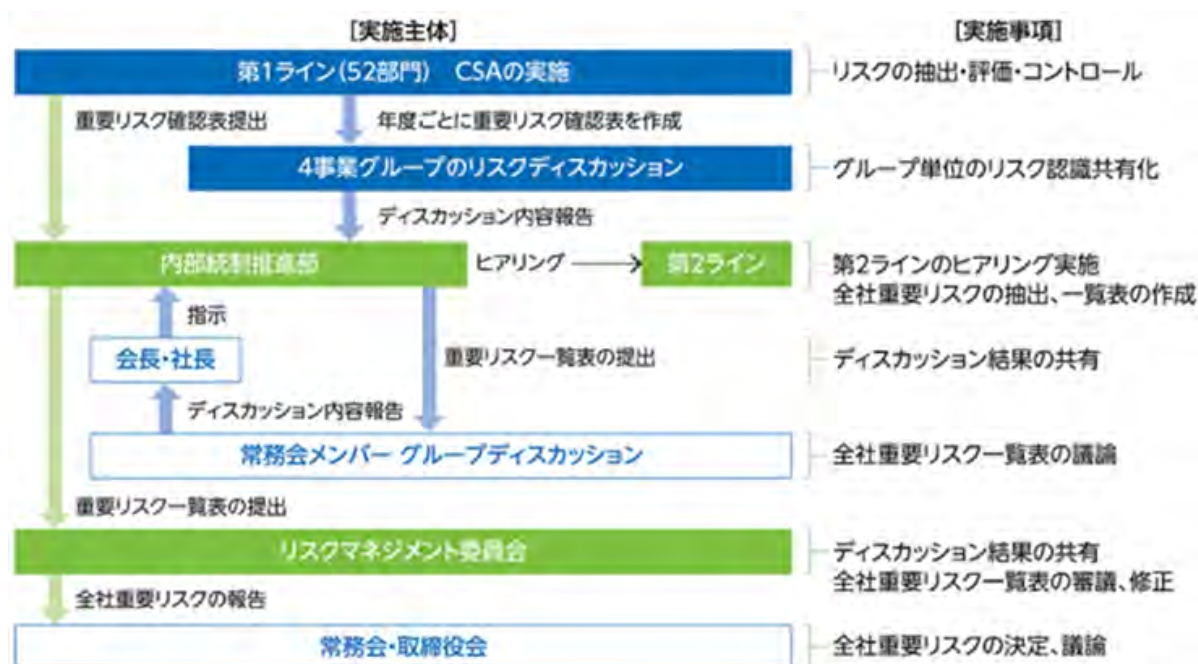 [実施主体] [実施事項]
第1ライン(52部門) CSAの実施 リスクの抽出・評価・コントロール
重要リスク確認表提出 年度ごとに重要リスク確認表を作成
4事業グループのリスクディスカッション グループ単位のリスク認識共有化
ディスカッション内容報告
内部統制推進部 ヒアリング 第2ライン 第2ラインのヒアリング実施
全社重要リスクの抽出、一覧表の作成
指示
会長・社長 重要リスク一覧表の提出 ディスカッション結果の共有
ディスカッション内容報告
常務会メンバー グループディスカッション 全社重要リスク一覧表の議論
重要リスク一覧表の提出
リスクマネジメント委員会 ディスカッション結果の共有
全社重要リスク一覧表の審議、修正
全社重要リスクの報告
常務会・取締役会 全社重要リスクの決定、議論